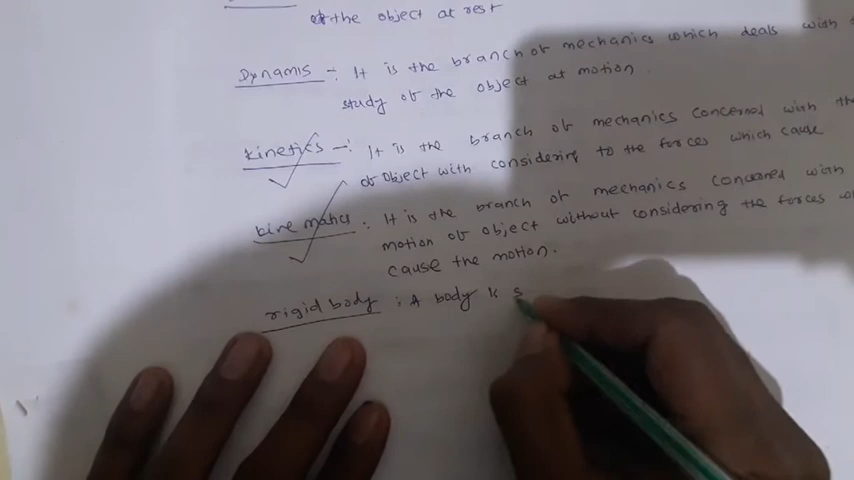 of the object at rest
Dynamis -: It is the branch of mechanics which deals with
study of the object at motion
Kinetics -: It is the branch of mechanics concerned with the
of object with considering to the forces which cause
Kinematics : It is the branch of mechanics concerned with
motion of object without considering the forces
cause the motion.
rigid body : A body is s